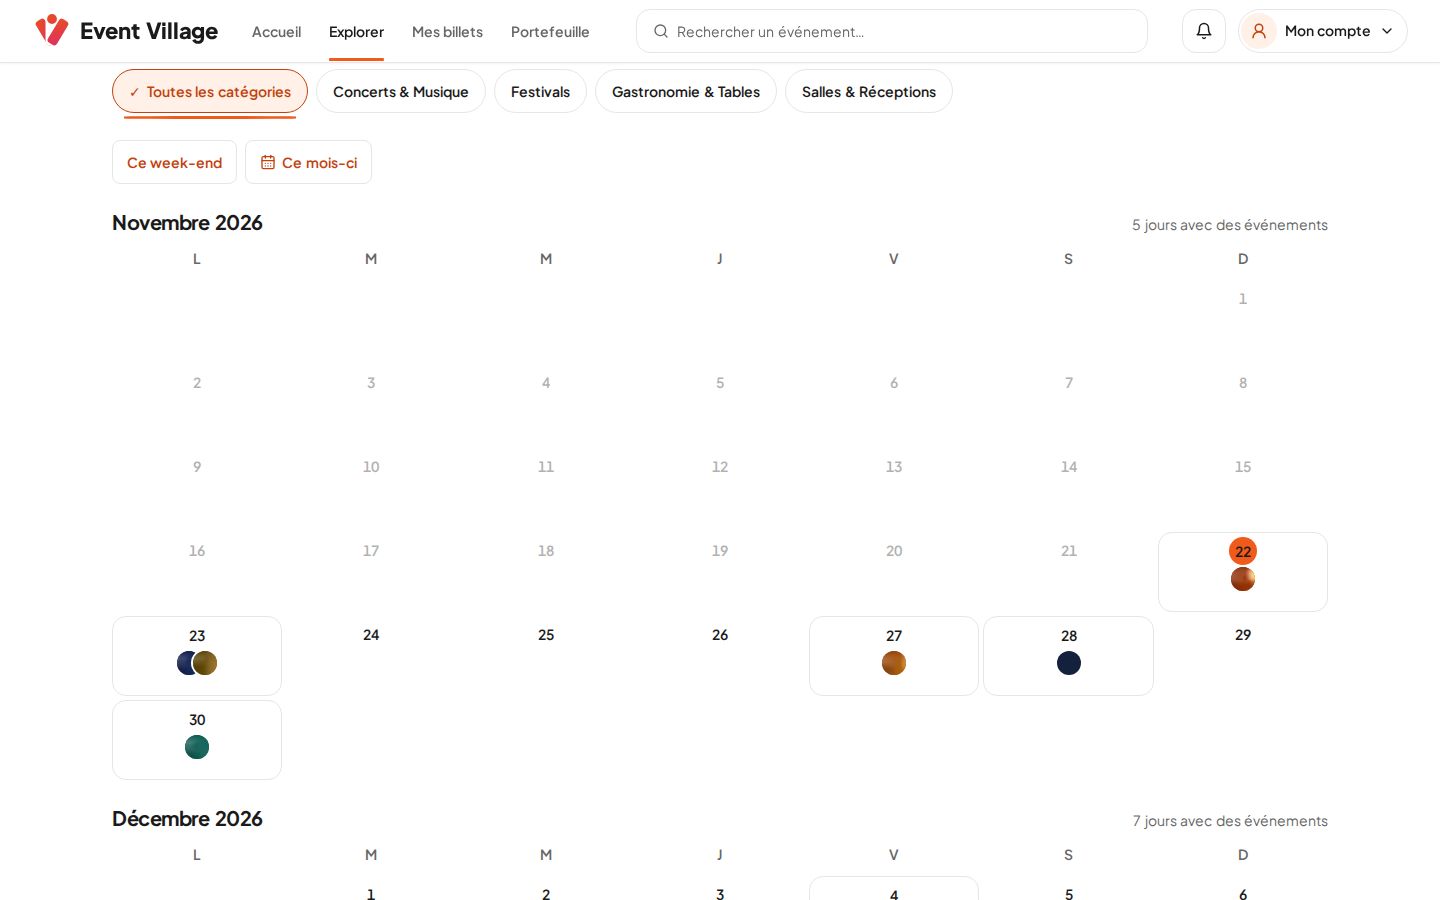 Event Village Accueil Explorer Mes billets Portefeuille Rechercher un événement... Mon compte
✓ Toutes les catégories Concerts & Musique Festivals Gastronomie & Tables Salles & Réceptions
Ce week-end Ce mois-ci
Novembre 2026 5 jours avec des événements
L M M J V S D
1
2 3 4 5 6 7 8
9 10 11 12 13 14 15
16 17 18 19 20 21 22
23 24 25 26 27 28 29
30
Décembre 2026 7 jours avec des événements
L M M J V S D
1 2 3 4 5 6